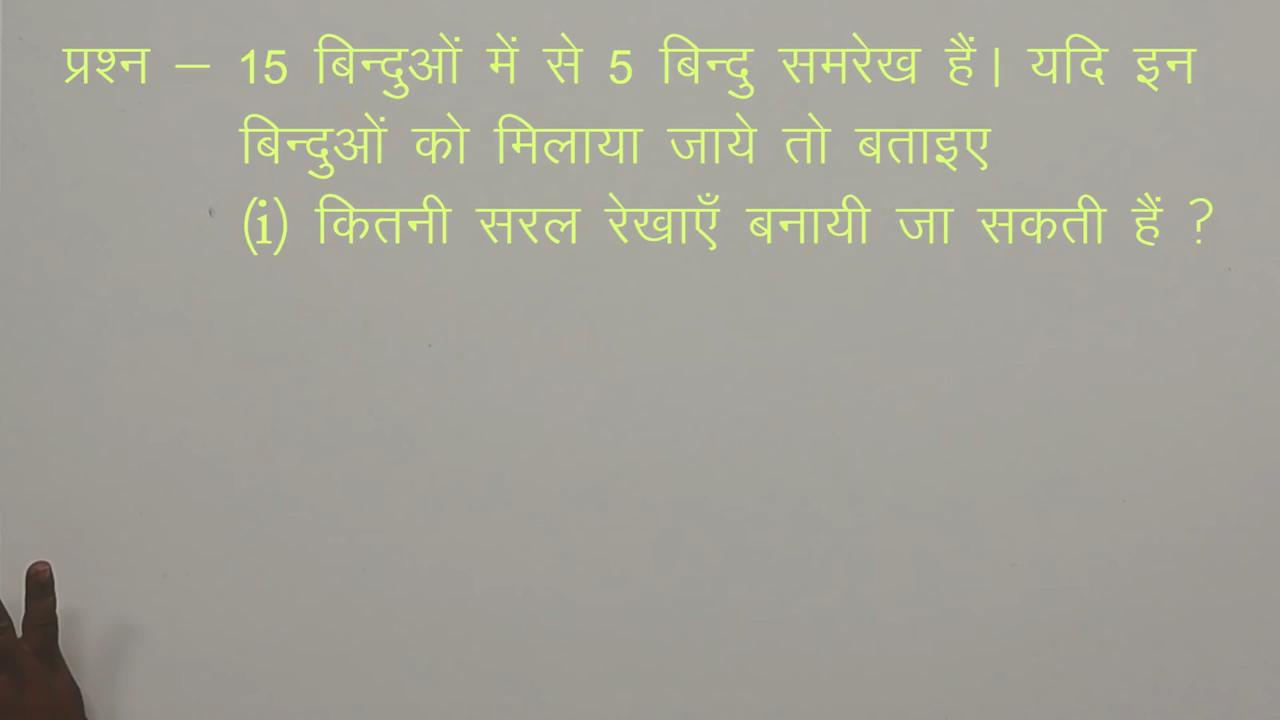 प्रश्न – 15 बिन्दुओं में से 5 बिन्दु समरेख हैं। यदि इन
बिन्दुओं को मिलाया जाये तो बताइए
(i) कितनी सरल रेखाएँ बनायी जा सकती हैं ?